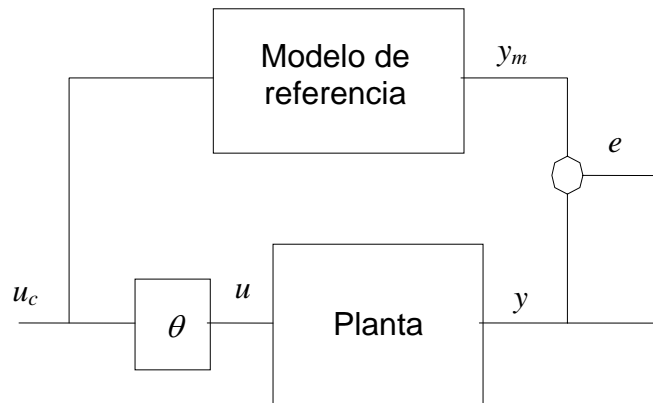 Modelo de
referencia
y_m
e
u_c
θ
u
Planta
y